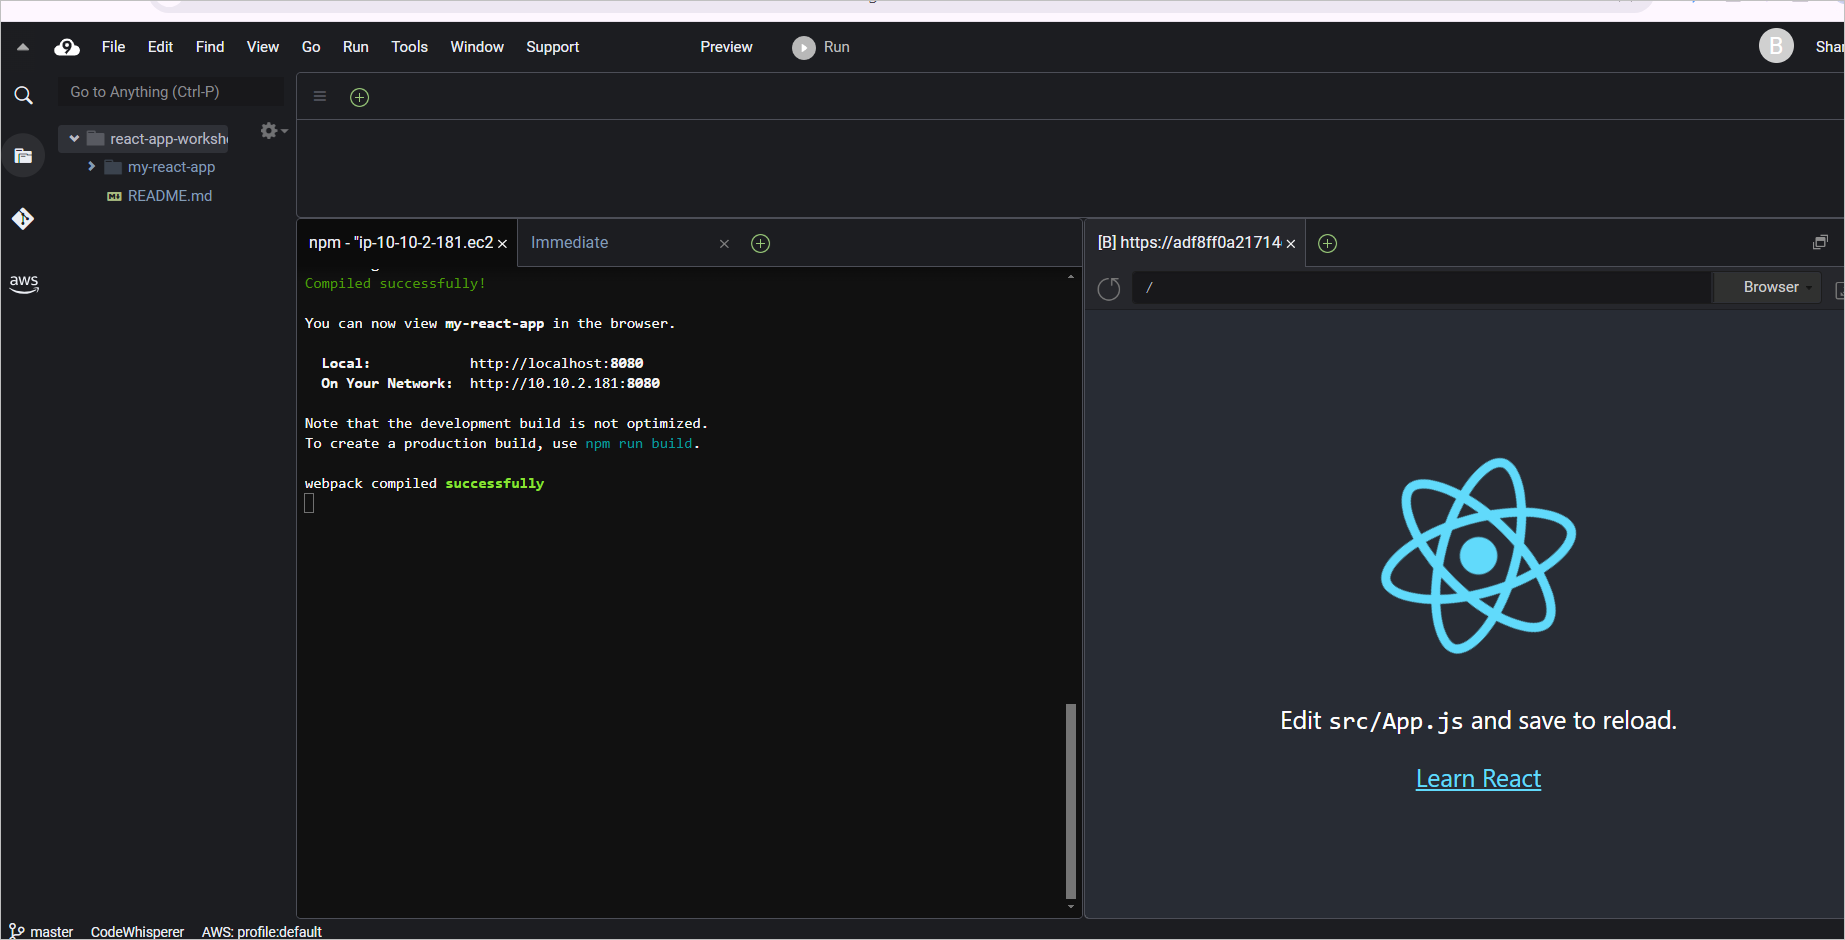 File Edit Find View Go Run Tools Window Support Preview Run B
Go to Anything (Ctrl-P)
react-app-worksh
my-react-app
README.md
aws
npm - "ip-10-10-2-181.ec2 Immediate
Compiled successfully!
You can now view my-react-app in the browser.
Local: http://localhost:8080
On Your Network: http://10.10.2.181:8080
Note that the development build is not optimized.
To create a production build, use npm run build.
webpack compiled successfully
[B] https://adf8ff0a21714
/ Browser
Edit src/App.js and save to reload.
Learn React
master CodeWhisperer AWS: profile:default